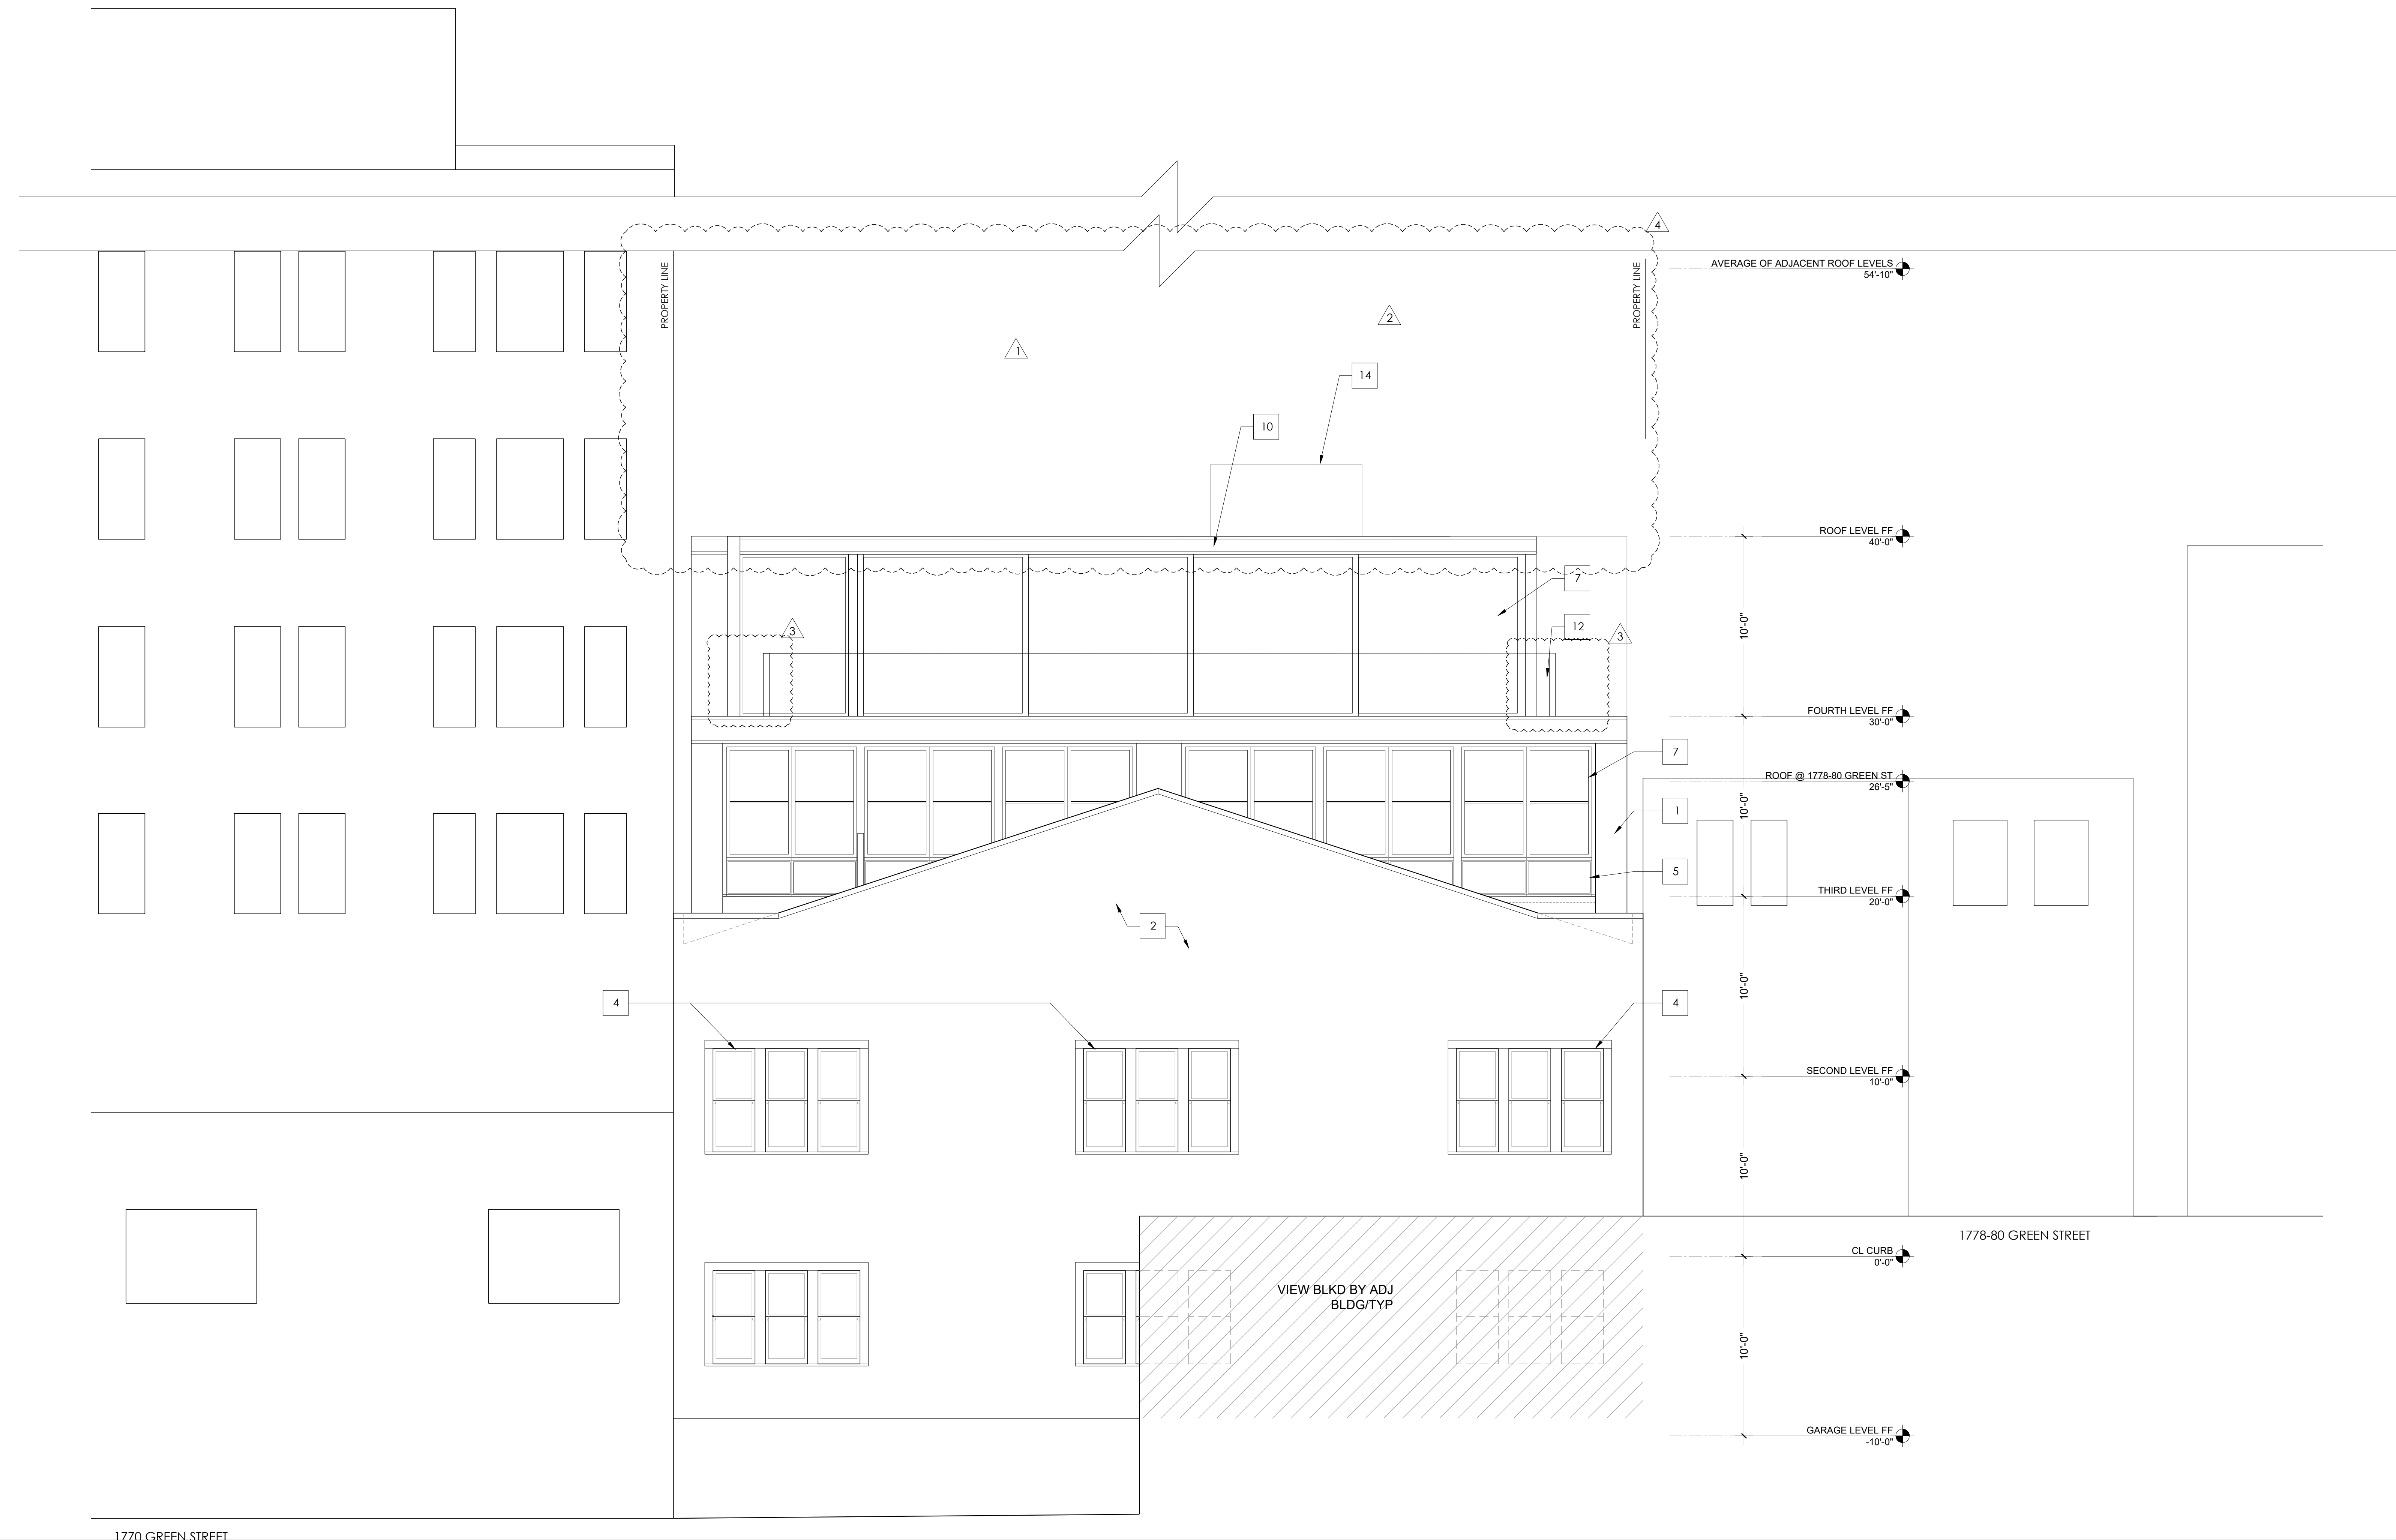 4
PROPERTY LINE
PROPERTY LINE
AVERAGE OF ADJACENT ROOF LEVELS
54'-10"
2
1
14
10
ROOF LEVEL FF
40'-0"
7
12
3
3
10'-0"
FOURTH LEVEL FF
30'-0"
7
ROOF @ 1778-80 GREEN ST
26'-5"
1
10'-0"
5
THIRD LEVEL FF
20'-0"
2
4
4
10'-0"
SECOND LEVEL FF
10'-0"
10'-0"
1778-80 GREEN STREET
CL CURB
0'-0"
VIEW BLKD BY ADJ
BLDG/TYP
10'-0"
GARAGE LEVEL FF
-10'-0"
1770 GREEN STREET